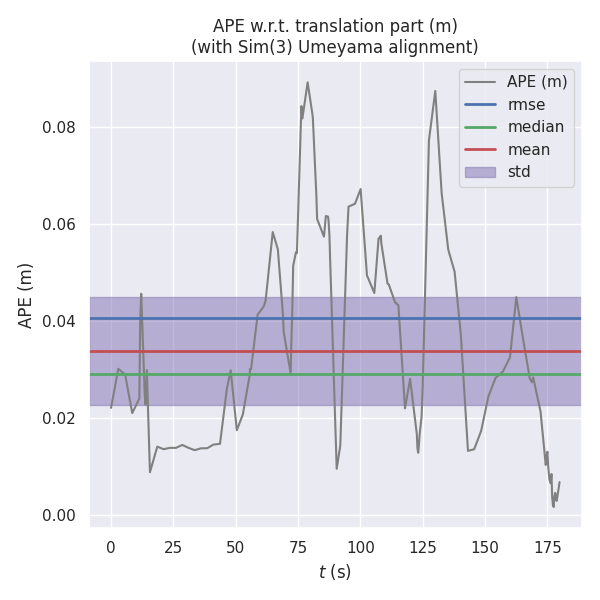 APE w.r.t. translation part (m)
(with Sim(3) Umeyama alignment)
APE (m)
rmse
median
mean
std
APE (m)
0.08
0.06
0.04
0.02
0.00
0 25 50 75 100 125 150 175
t (s)